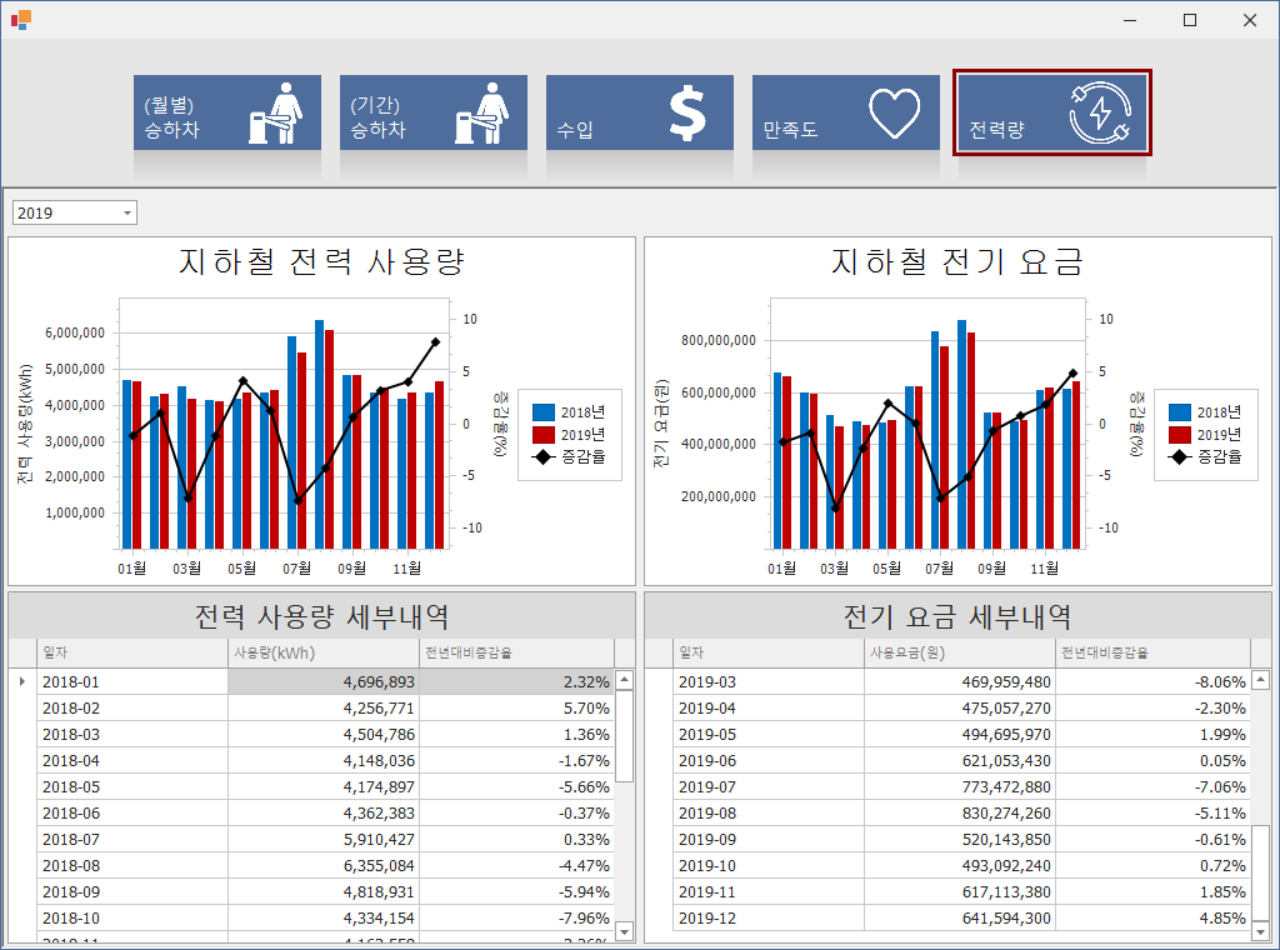 (월별)
승하차
(기간)
승하차
수입
만족도
전력량
2019
지하철 전력 사용량
전력 사용량(kWh)
6,000,000
5,000,000
4,000,000
3,000,000
2,000,000
1,000,000
10
5
0
-5
-10
증감율(%)
01월 03월 05월 07월 09월 11월
2018년
2019년
증감율
지하철 전기 요금
전기 요금(원)
800,000,000
600,000,000
400,000,000
200,000,000
10
5
0
-5
-10
증감율(%)
01월 03월 05월 07월 09월 11월
2018년
2019년
증감율
전력 사용량 세부내역
일자 사용량(kWh) 전년대비증감율
2018-01 4,696,893 2.32%
2018-02 4,256,771 5.70%
2018-03 4,504,786 1.36%
2018-04 4,148,036 -1.67%
2018-05 4,174,897 -5.66%
2018-06 4,362,383 -0.37%
2018-07 5,910,427 0.33%
2018-08 6,355,084 -4.47%
2018-09 4,818,931 -5.94%
2018-10 4,334,154 -7.96%
전기 요금 세부내역
일자 사용요금(원) 전년대비증감율
2019-03 469,959,480 -8.06%
2019-04 475,057,270 -2.30%
2019-05 494,695,970 1.99%
2019-06 621,053,430 0.05%
2019-07 773,472,880 -7.06%
2019-08 830,274,260 -5.11%
2019-09 520,143,850 -0.61%
2019-10 493,092,240 0.72%
2019-11 617,113,380 1.85%
2019-12 641,594,300 4.85%